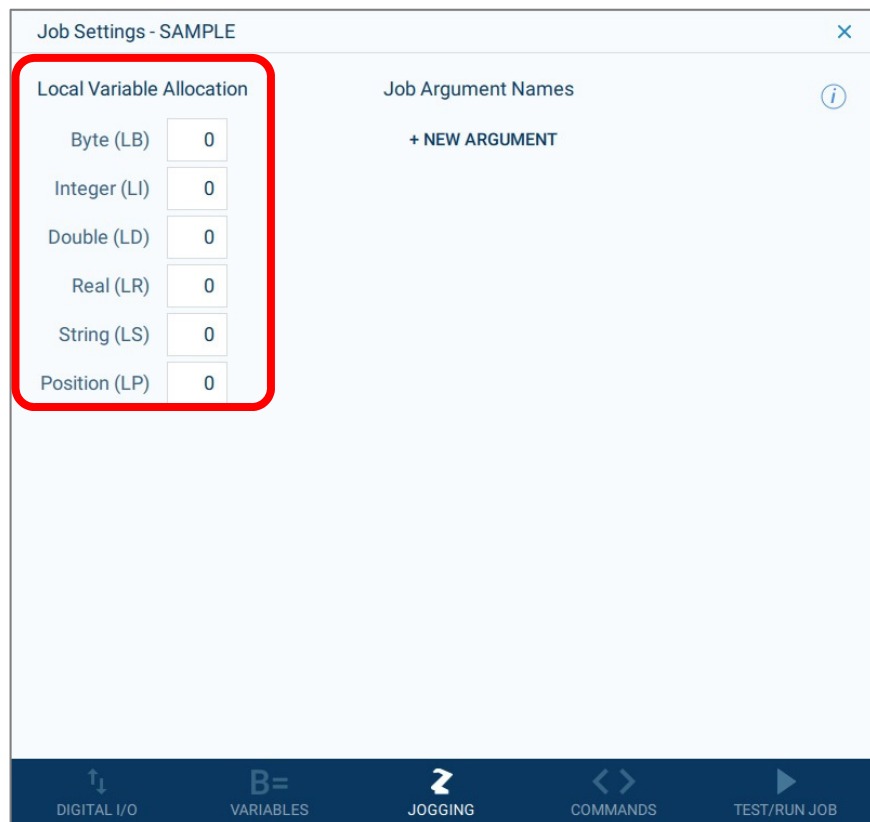 Job Settings - SAMPLE
Local Variable Allocation
Job Argument Names
Byte (LB) 0
+ NEW ARGUMENT
Integer (LI) 0
Double (LD) 0
Real (LR) 0
String (LS) 0
Position (LP) 0
B=
DIGITAL I/O
VARIABLES
JOGGING
COMMANDS
TEST/RUN JOB